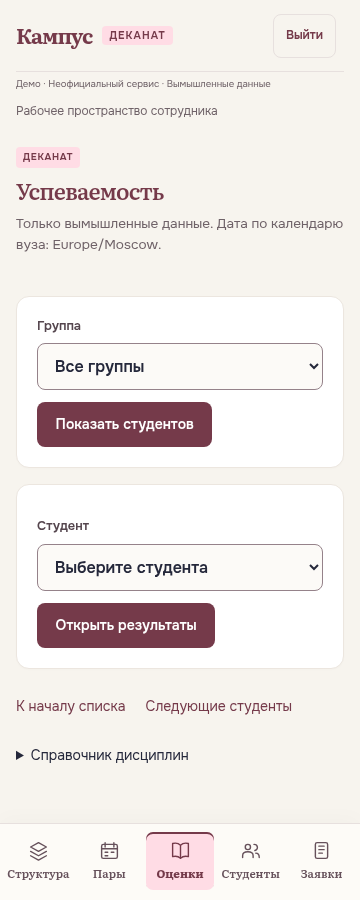 Кампус ДЕКАНАТ Выйти
Демо · Неофициальный сервис · Вымышленные данные
Рабочее пространство сотрудника
ДЕКАНАТ
Успеваемость
Только вымышленные данные. Дата по календарю
вуза: Europe/Moscow.
Группа
Все группы
Показать студентов
Студент
Выберите студента
Открыть результаты
К началу списка Следующие студенты
Справочник дисциплин
Структура Пары Оценки Студенты Заявки